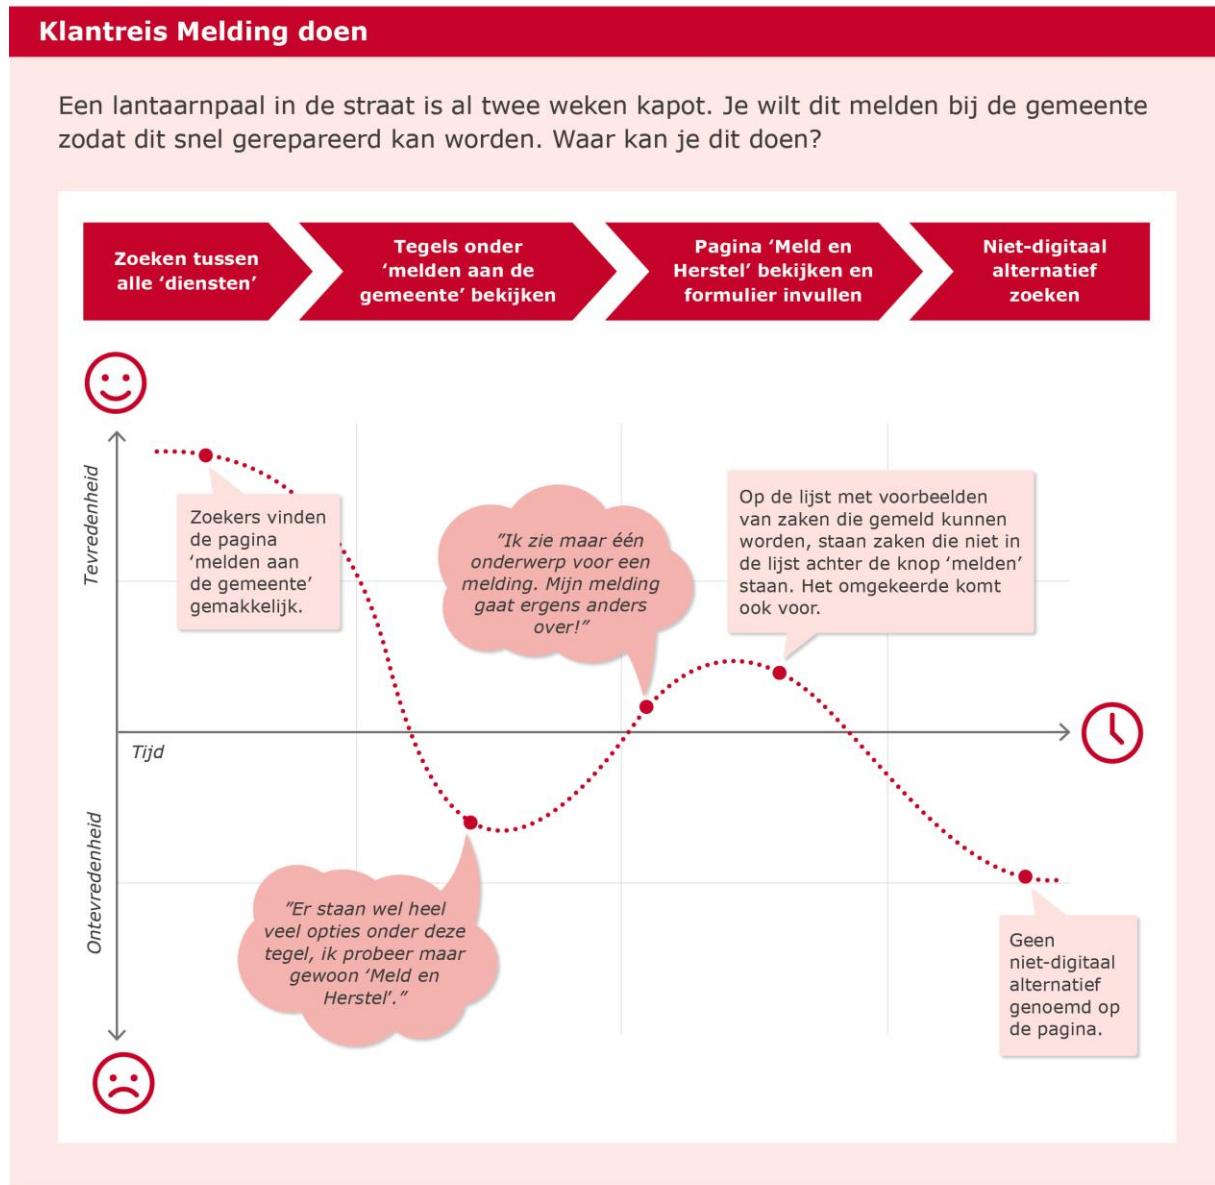 Klantreis Melding doen
Een lantaarnpaal in de straat is al twee weken kapot. Je wilt dit melden bij de gemeente
zodat dit snel gerepareerd kan worden. Waar kan je dit doen?
Zoeken tussen
alle ‘diensten’
Tegels onder
‘melden aan de
gemeente’ bekijken
Pagina ‘Meld en
Herstel’ bekijken en
formulier invullen
Niet-digitaal
alternatief
zoeken
Tevredenheid
Zoekers vinden
de pagina
‘melden aan
de gemeente’
gemakkelijk.
”Ik zie maar één
onderwerp voor een
melding. Mijn melding
gaat ergens anders
over!”
Op de lijst met voorbeelden
van zaken die gemeld kunnen
worden, staan zaken die niet in
de lijst achter de knop ‘melden’
staan. Het omgekeerde komt
ook voor.
Tijd
Ontevredenheid
”Er staan wel heel
veel opties onder deze
tegel, ik probeer maar
gewoon ‘Meld en
Herstel’.”
Geen
niet-digitaal
alternatief
genoemd op
de pagina.